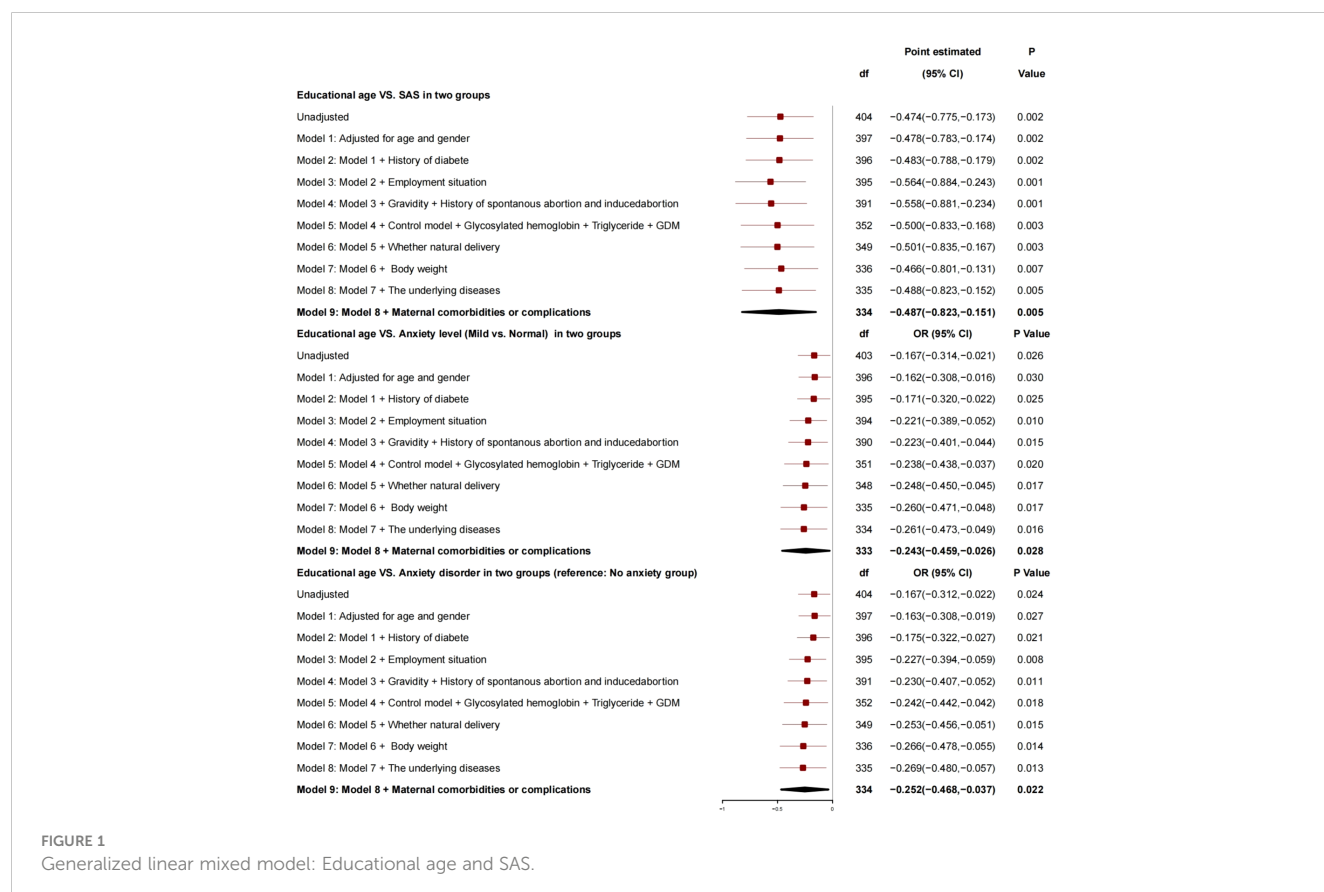 Point estimated P
df (95% CI) Value
Educational age VS. SAS in two groups
Unadjusted 404 −0.474(−0.775,−0.173) 0.002
Model 1: Adjusted for age and gender 397 −0.478(−0.783,−0.174) 0.002
Model 2: Model 1 + History of diabete 396 −0.483(−0.788,−0.179) 0.002
Model 3: Model 2 + Employment situation 395 −0.564(−0.884,−0.243) 0.001
Model 4: Model 3 + Gravidity + History of spontanous abortion and inducedabortion 391 −0.558(−0.881,−0.234) 0.001
Model 5: Model 4 + Control model + Glycosylated hemoglobin + Triglyceride + GDM 352 −0.500(−0.833,−0.168) 0.003
Model 6: Model 5 + Whether natural delivery 349 −0.501(−0.835,−0.167) 0.003
Model 7: Model 6 + Body weight 336 −0.466(−0.801,−0.131) 0.007
Model 8: Model 7 + The underlying diseases 335 −0.488(−0.823,−0.152) 0.005
Model 9: Model 8 + Maternal comorbidities or complications 334 −0.487(−0.823,−0.151) 0.005
Educational age VS. Anxiety level (Mild vs. Normal) in two groups df OR (95% CI) P Value
Unadjusted 403 −0.167(−0.314,−0.021) 0.026
Model 1: Adjusted for age and gender 396 −0.162(−0.308,−0.016) 0.030
Model 2: Model 1 + History of diabete 395 −0.171(−0.320,−0.022) 0.025
Model 3: Model 2 + Employment situation 394 −0.221(−0.389,−0.052) 0.010
Model 4: Model 3 + Gravidity + History of spontanous abortion and inducedabortion 390 −0.223(−0.401,−0.044) 0.015
Model 5: Model 4 + Control model + Glycosylated hemoglobin + Triglyceride + GDM 351 −0.238(−0.438,−0.037) 0.020
Model 6: Model 5 + Whether natural delivery 348 −0.248(−0.450,−0.045) 0.017
Model 7: Model 6 + Body weight 335 −0.260(−0.471,−0.048) 0.017
Model 8: Model 7 + The underlying diseases 334 −0.261(−0.473,−0.049) 0.016
Model 9: Model 8 + Maternal comorbidities or complications 333 −0.243(−0.459,−0.026) 0.028
Educational age VS. Anxiety disorder in two groups (reference: No anxiety group) df OR (95% CI) P Value
Unadjusted 404 −0.167(−0.312,−0.022) 0.024
Model 1: Adjusted for age and gender 397 −0.163(−0.308,−0.019) 0.027
Model 2: Model 1 + History of diabete 396 −0.175(−0.322,−0.027) 0.021
Model 3: Model 2 + Employment situation 395 −0.227(−0.394,−0.059) 0.008
Model 4: Model 3 + Gravidity + History of spontanous abortion and inducedabortion 391 −0.230(−0.407,−0.052) 0.011
Model 5: Model 4 + Control model + Glycosylated hemoglobin + Triglyceride + GDM 352 −0.242(−0.442,−0.042) 0.018
Model 6: Model 5 + Whether natural delivery 349 −0.253(−0.456,−0.051) 0.015
Model 7: Model 6 + Body weight 336 −0.266(−0.478,−0.055) 0.014
Model 8: Model 7 + The underlying diseases 335 −0.269(−0.480,−0.057) 0.013
Model 9: Model 8 + Maternal comorbidities or complications 334 −0.252(−0.468,−0.037) 0.022
−1 −0.5 0
FIGURE 1
Generalized linear mixed model: Educational age and SAS.